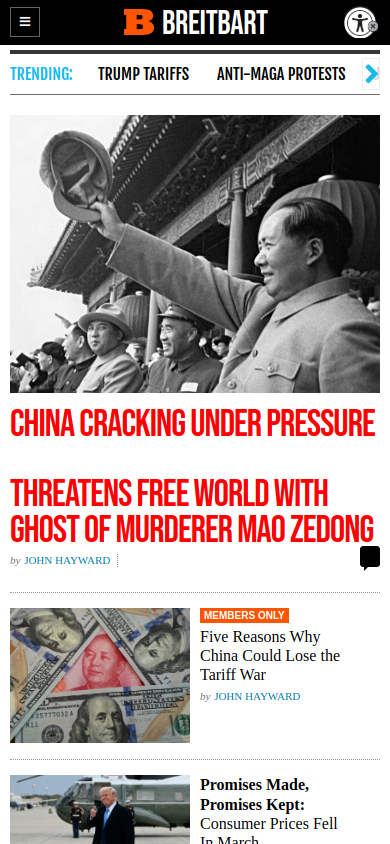 B BREITBART
TRENDING: TRUMP TARIFFS ANTI-MAGA PROTESTS
CHINA CRACKING UNDER PRESSURE
THREATENS FREE WORLD WITH
GHOST OF MURDERER MAO ZEDONG
by JOHN HAYWARD
MEMBERS ONLY
Five Reasons Why
China Could Lose the
Tariff War
by JOHN HAYWARD
Promises Made,
Promises Kept:
Consumer Prices Fell
In March